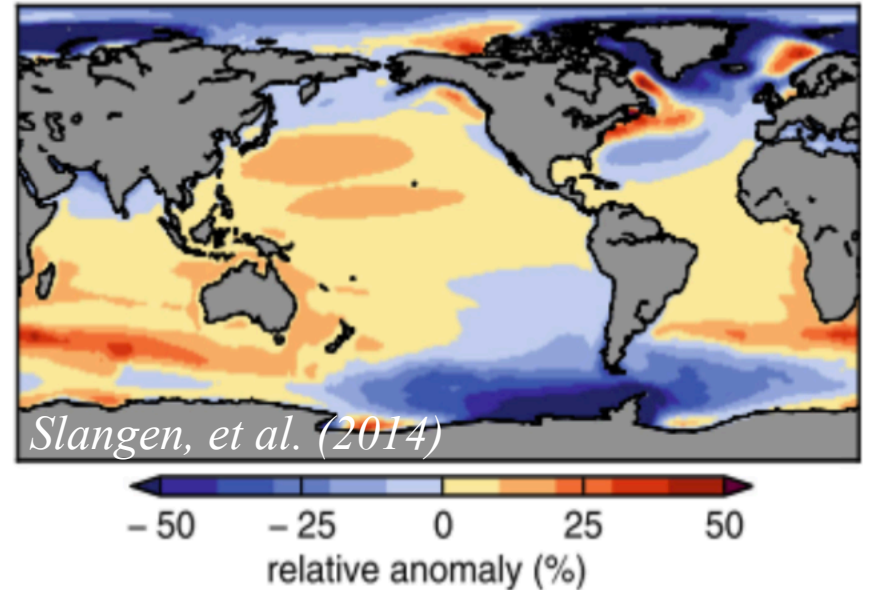 Slangen, et al. (2014)
– 50 – 25 0 25 50
relative anomaly (%)